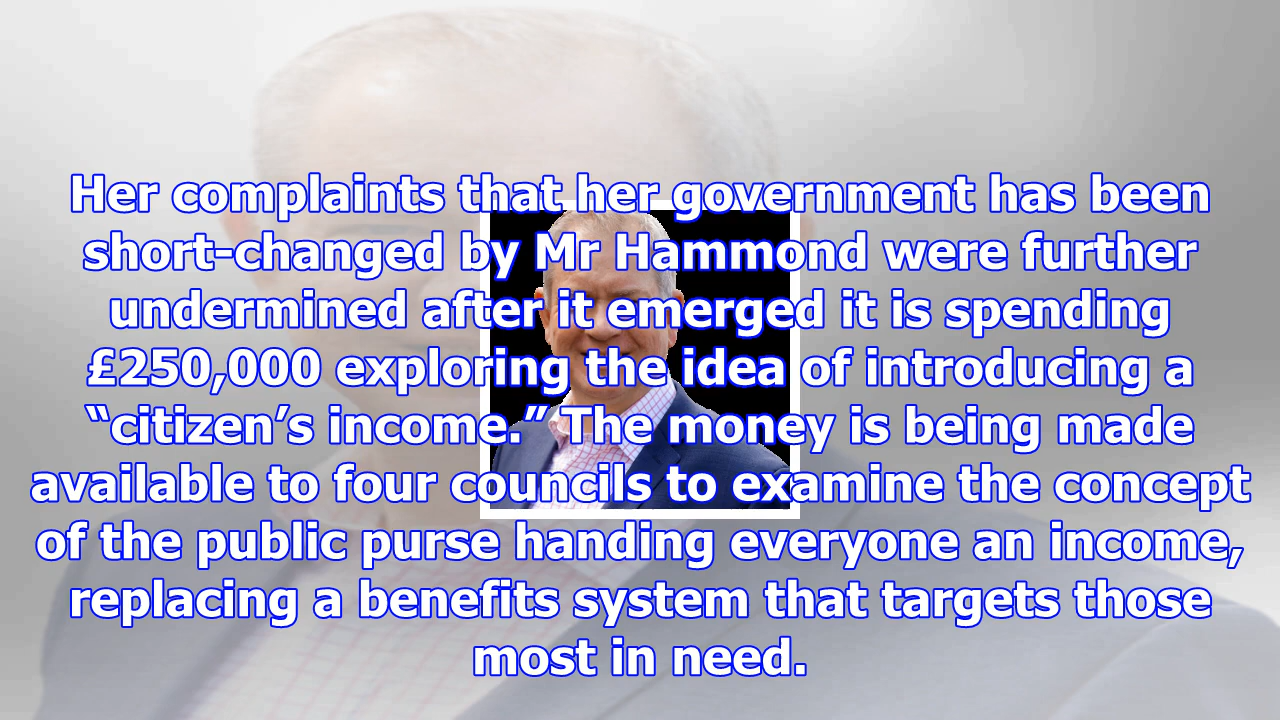 Her complaints that her government has been
short-changed by Mr Hammond were further
undermined after it emerged it is spending
£250,000 exploring the idea of introducing a
“citizen’s income.” The money is being made
available to four councils to examine the concept
of the public purse handing everyone an income,
replacing a benefits system that targets those
most in need.